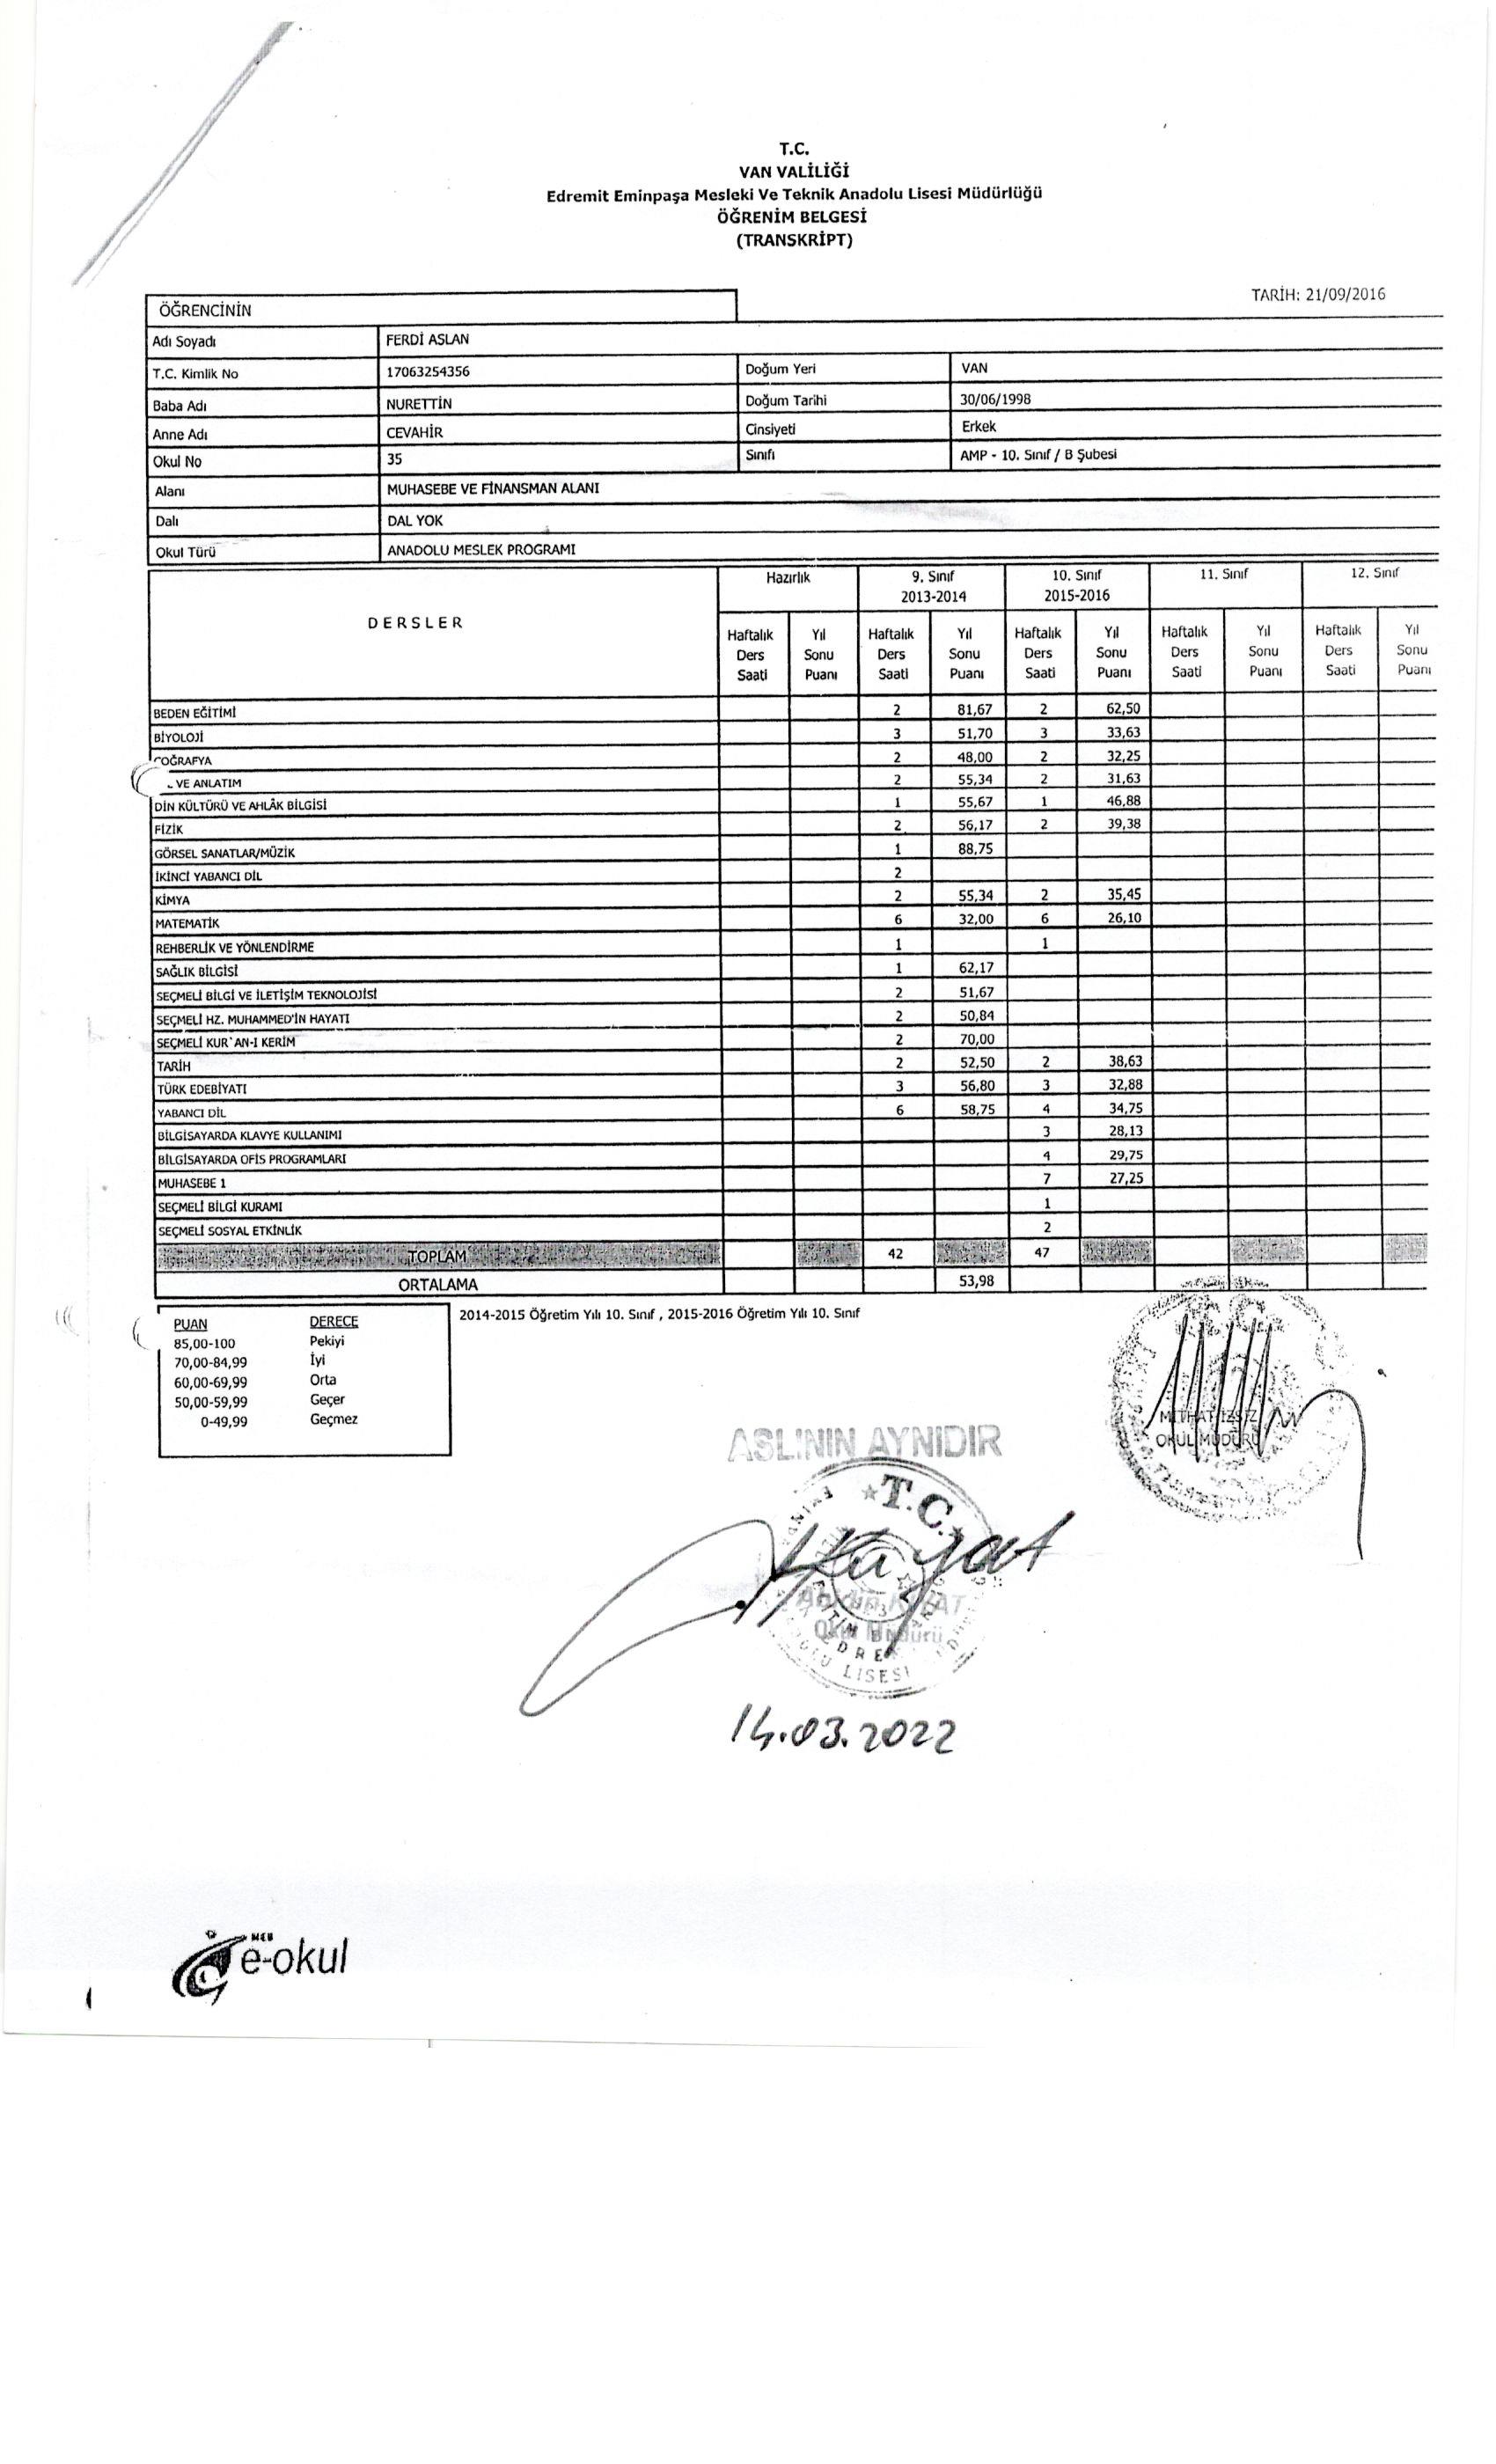 T.C.
VAN VALİLİĞİ
Edremit Eminpaşa Mesleki Ve Teknik Anadolu Lisesi Müdürlüğü
ÖĞRENİM BELGESİ
(TRANSKRİPT)
TARİH: 21/09/2016
ÖĞRENCİNİN
Adı Soyadı FERDİ ASLAN
T.C. Kimlik No 17063254356 Doğum Yeri VAN
Baba Adı NURETTİN Doğum Tarihi 30/06/1998
Anne Adı CEVAHİR Cinsiyeti Erkek
Okul No 35 Sınıfı AMP - 10. Sınıf / B Şubesi
Alanı MUHASEBE VE FİNANSMAN ALANI
Dalı DAL YOK
Okul Türü ANADOLU MESLEK PROGRAMI
DERSLER Hazırlık 9. Sınıf 2013-2014 10. Sınıf 2015-2016 11. Sınıf 12. Sınıf
Haftalık Ders Saati Yıl Sonu Puanı Haftalık Ders Saati Yıl Sonu Puanı Haftalık Ders Saati Yıl Sonu Puanı Haftalık Ders Saati Yıl Sonu Puanı Haftalık Ders Saati Yıl Sonu Puanı
BEDEN EĞİTİMİ 2 81,67 2 62,50
BİYOLOJİ 3 51,70 3 33,63
COĞRAFYA 2 48,00 2 32,25
VE ANLATIM 2 55,34 2 31,63
DİN KÜLTÜRÜ VE AHLÂK BİLGİSİ 1 55,67 1 46,88
FİZİK 2 56,17 2 39,38
GÖRSEL SANATLAR/MÜZİK 1 88,75
İKİNCİ YABANCI DİL 2
KİMYA 2 55,34 2 35,45
MATEMATİK 6 32,00 6 26,10
REHBERLİK VE YÖNLENDİRME 1 1
SAĞLIK BİLGİSİ 1 62,17
SEÇMELİ BİLGİ VE İLETİŞİM TEKNOLOJİSİ 2 51,67
SEÇMELİ HZ. MUHAMMED'İN HAYATI 2 50,84
SEÇMELİ KUR`AN-I KERİM 2 70,00
TARİH 2 52,50 2 38,63
TÜRK EDEBİYATI 3 56,80 3 32,88
YABANCI DİL 6 58,75 4 34,75
BİLGİSAYARDA KLAVYE KULLANIMI 3 28,13
BİLGİSAYARDA OFİS PROGRAMLARI 4 29,75
MUHASEBE 1 7 27,25
SEÇMELİ BİLGİ KURAMI 1
SEÇMELİ SOSYAL ETKİNLİK 2
TOPLAM 42 47
ORTALAMA 53,98
PUAN DERECE
85,00-100 Pekiyi
70,00-84,99 İyi
60,00-69,99 Orta
50,00-59,99 Geçer
0-49,99 Geçmez
2014-2015 Öğretim Yılı 10. Sınıf , 2015-2016 Öğretim Yılı 10. Sınıf
MİTHAT
OKUL MÜDÜRÜ
ASLININ AYNIDIR
T.C.
Okul Müdürü
LİSESİ
14.03.2022
MEB
e-okul